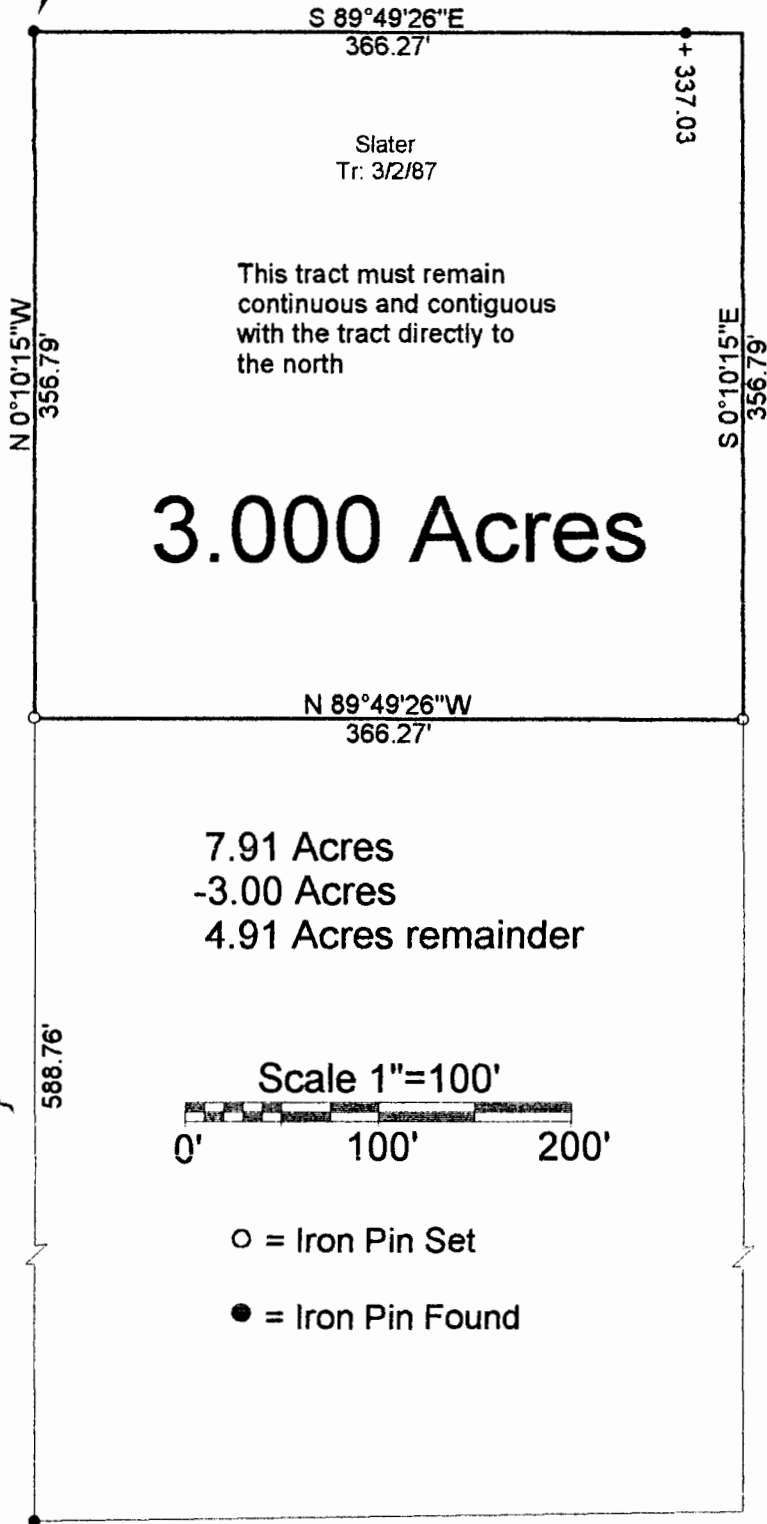 S 89°49'26"E
366.27'
+ 337.03
Slater
Tr: 3/2/87
This tract must remain
continuous and contiguous
with the tract directly to
the north
N 0°10'15"W
356.79'
S 0°10'15"E
356.79'
3.000 Acres
N 89°49'26"W
366.27'
7.91 Acres
-3.00 Acres
4.91 Acres remainder
588.76'
Scale 1"=100'
0' 100' 200'
O = Iron Pin Set
● = Iron Pin Found